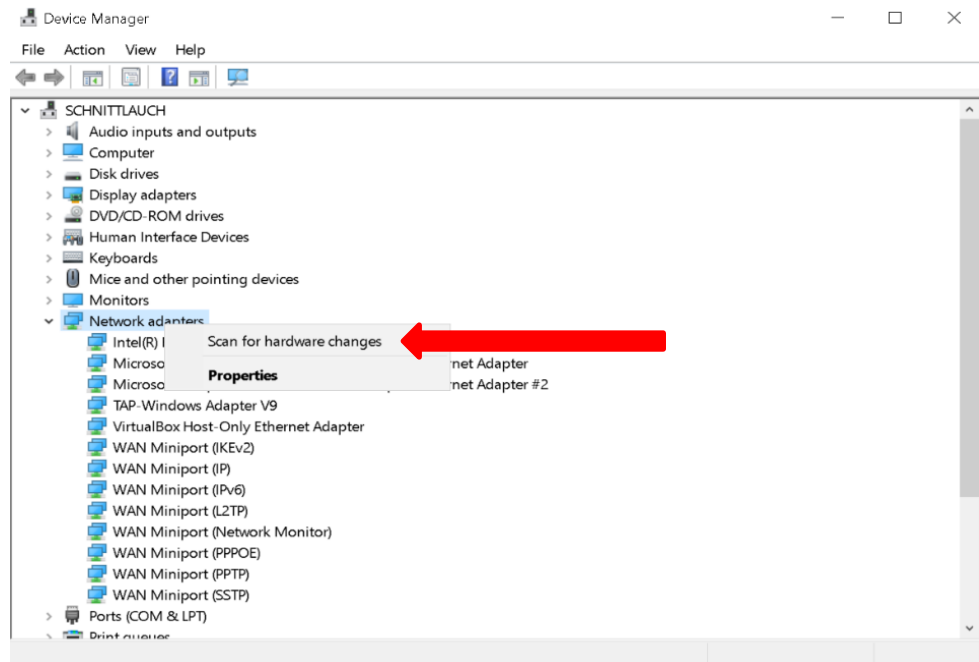 Device Manager
File Action View Help
SCHNITTLAUCH
Audio inputs and outputs
Computer
Disk drives
Display adapters
DVD/CD-ROM drives
Human Interface Devices
Keyboards
Mice and other pointing devices
Monitors
Network adapters
Intel(R)
Scan for hardware changes
Microso net Adapter
Properties
Microso net Adapter #2
TAP-Windows Adapter V9
VirtualBox Host-Only Ethernet Adapter
WAN Miniport (IKEv2)
WAN Miniport (IP)
WAN Miniport (IPv6)
WAN Miniport (L2TP)
WAN Miniport (Network Monitor)
WAN Miniport (PPPOE)
WAN Miniport (PPTP)
WAN Miniport (SSTP)
Ports (COM & LPT)
Print queues